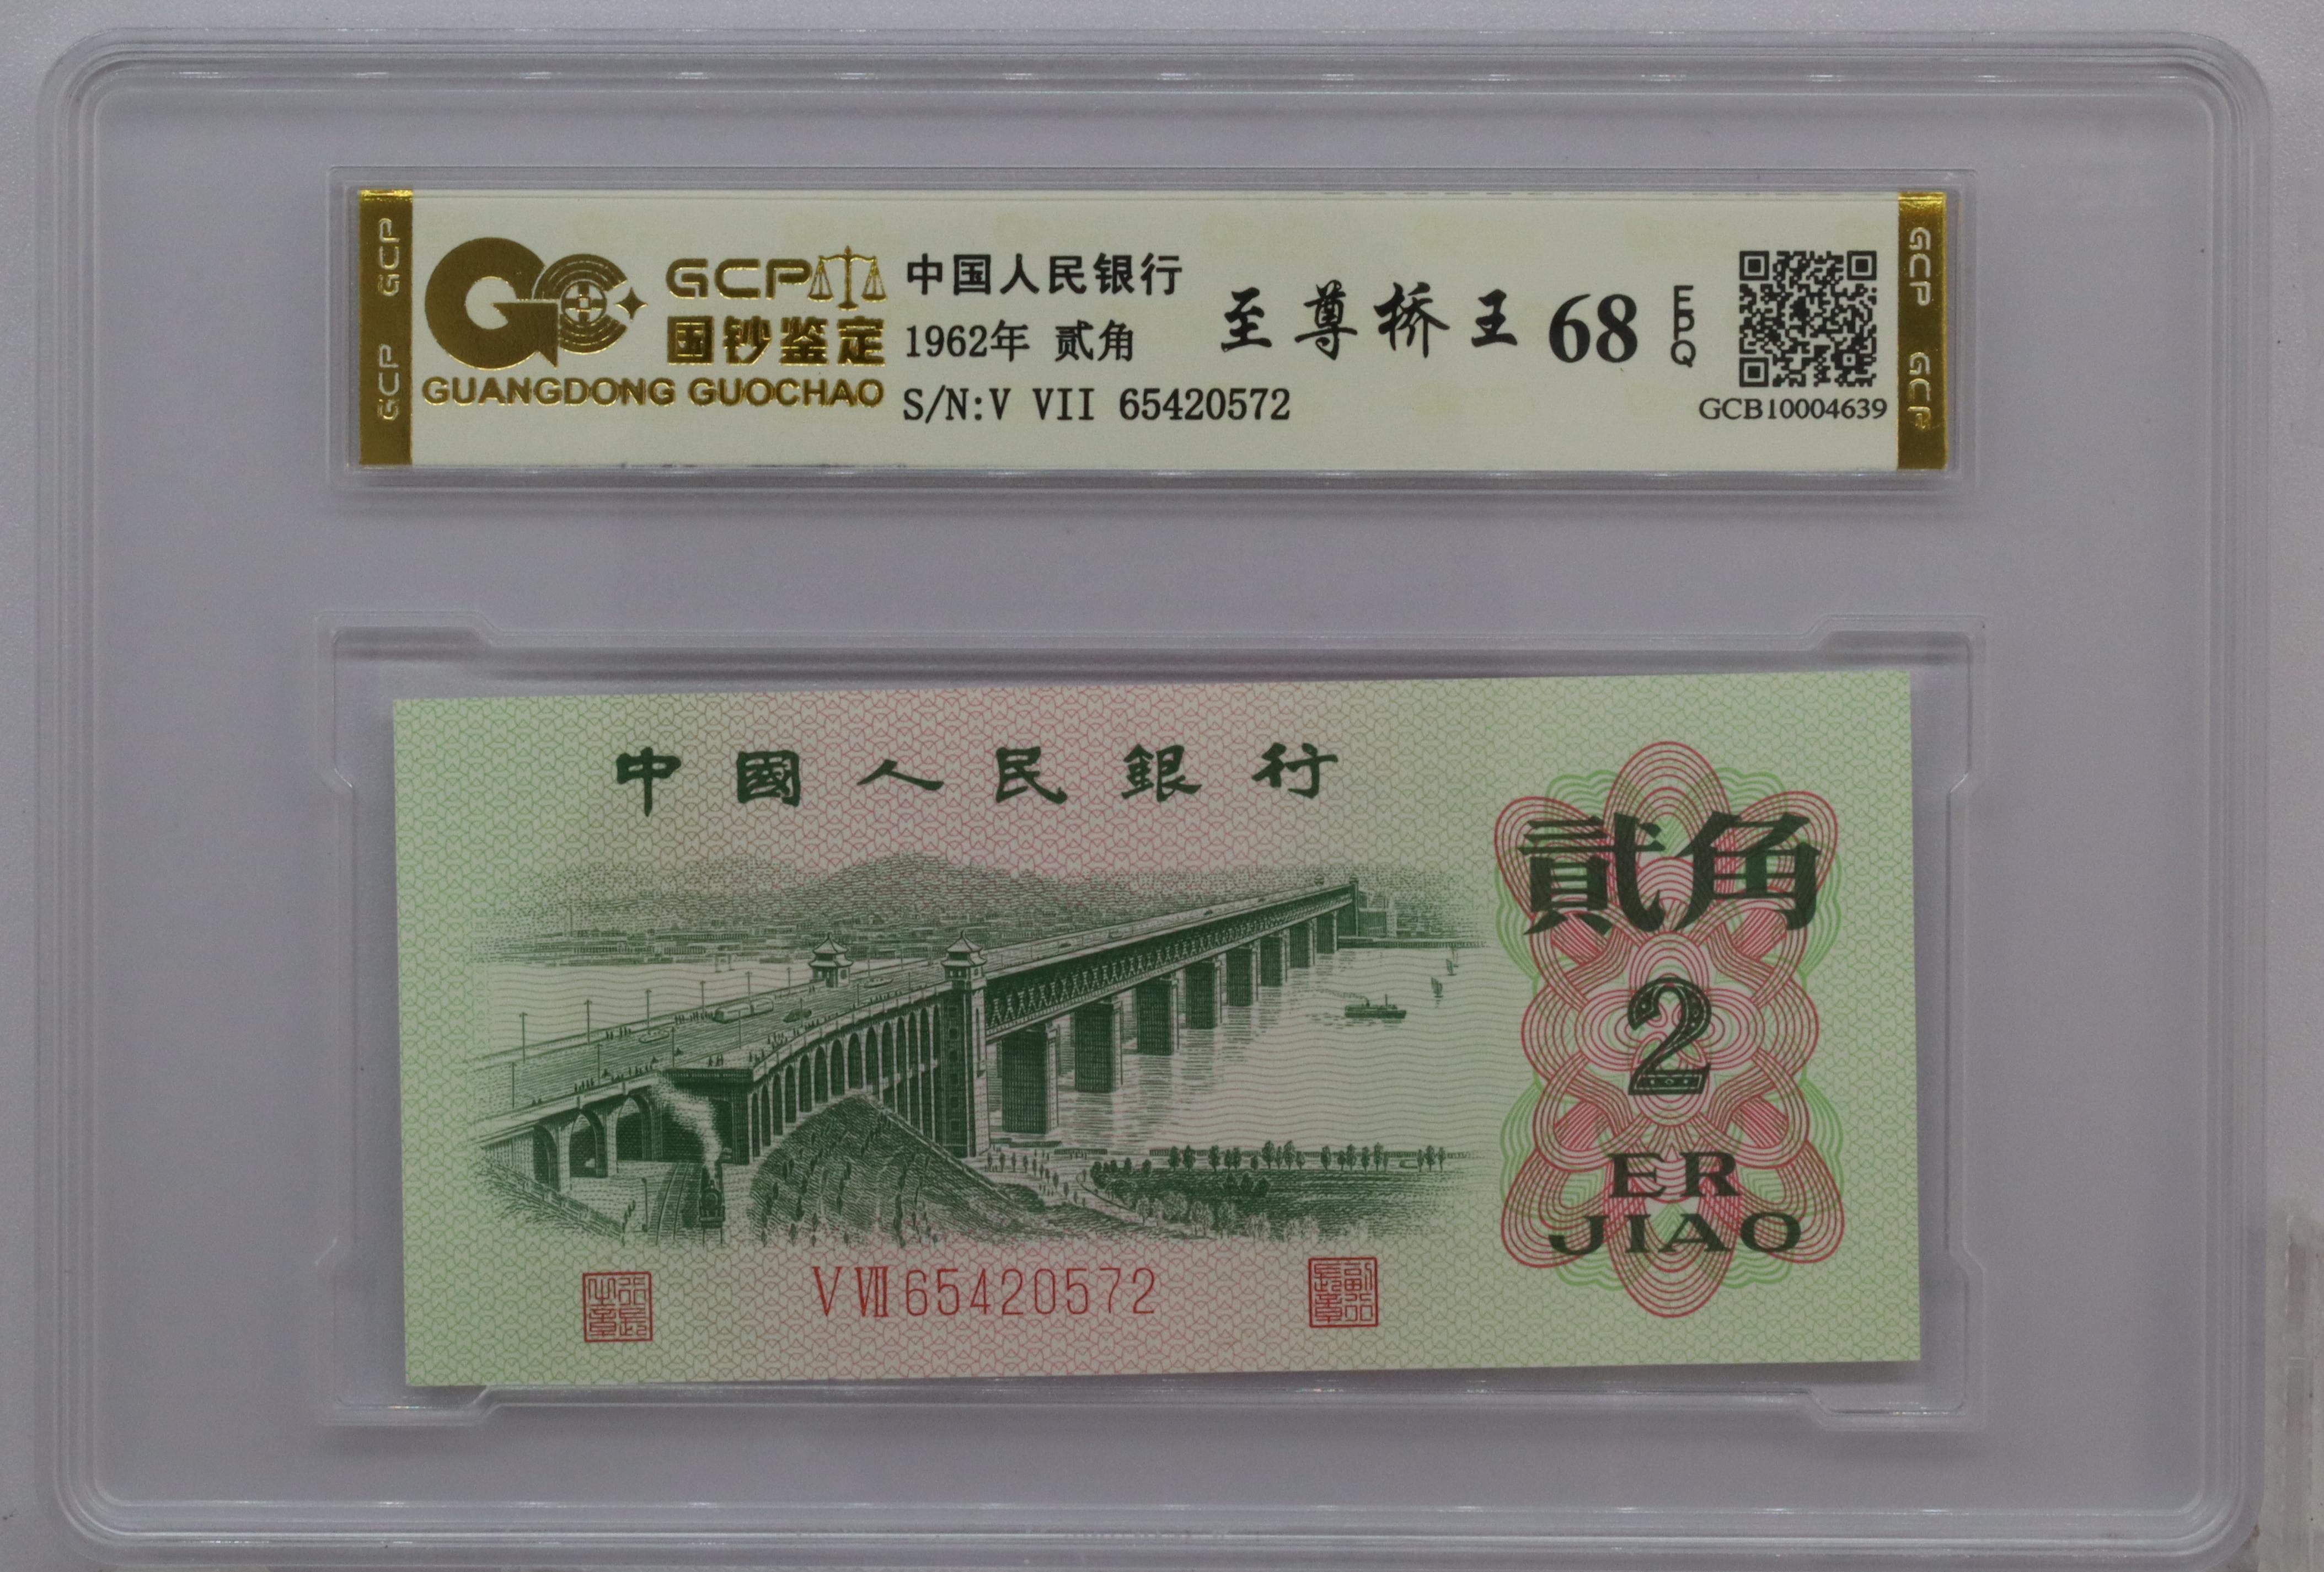 GCP GCP
GCP
国钞鉴定
GUANGDONG GUOCHAO
中国人民银行
1962年 贰角
S/N:V VII 65420572
至尊桥王 68 EPQ
GCB10004639
GCP GCP
中國人民銀行
貳角
2
ER
JIAO
V VII 65420572